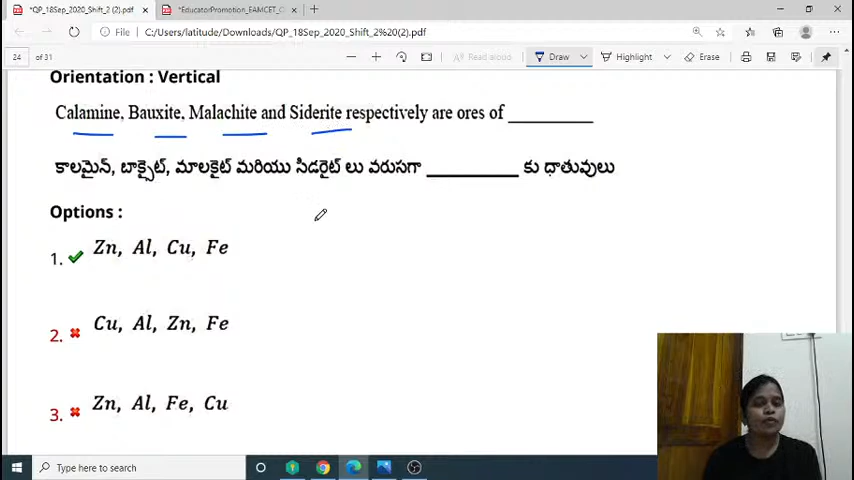 *QP_18Sep_2020_Shift_2 (2).pdf
*EducatorPromotion_EAMCET_C
File
C:/Users/latitude/Downloads/QP_18Sep_2020_Shift_2%20(2).pdf
24 of 31
Read aloud
Draw
Highlight
Erase
Orientation : Vertical
Calamine, Bauxite, Malachite and Siderite respectively are ores of __________
కాలమైన్, బాక్సైట్, మాలకైట్ మరియు సీడరైట్ లు వరుసగా __________ కు ధాతువులు
Options :
1. Zn, Al, Cu, Fe
2. Cu, Al, Zn, Fe
3. Zn, Al, Fe, Cu
Type here to search